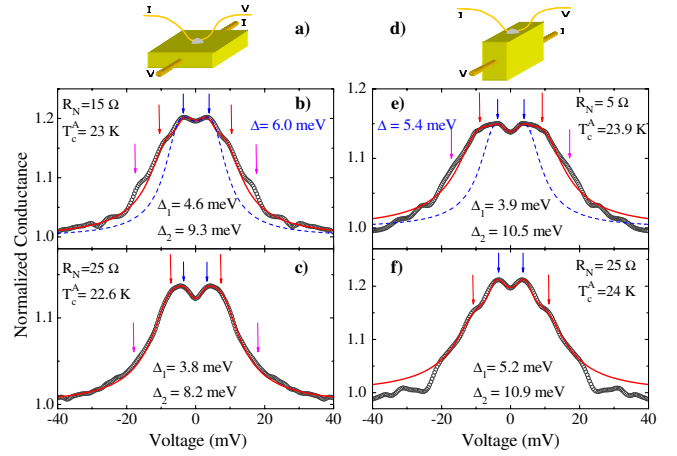 I V I
a)
V
I V I
d)
V
b)
R_N=15 Ω
T_c^A= 23 K
Δ= 6.0 meV
Δ_1= 4.6 meV
Δ_2= 9.3 meV
1.2
1.1
1.0
c)
R_N=25 Ω
T_c^A= 22.6 K
Δ_1= 3.8 meV
Δ_2= 8.2 meV
1.1
1.0
-40 -20 0 20 40
Voltage (mV)
Normalized Conductance
e)
R_N=5 Ω
T_c^A=23.9 K
Δ= 5.4 meV
Δ_1= 3.9 meV
Δ_2= 10.5 meV
1.2
1.1
1.0
f)
R_N=25 Ω
T_c^A=24 K
Δ_1= 5.2 meV
Δ_2= 10.9 meV
1.2
1.1
1.0
-40 -20 0 20 40
Voltage (mV)